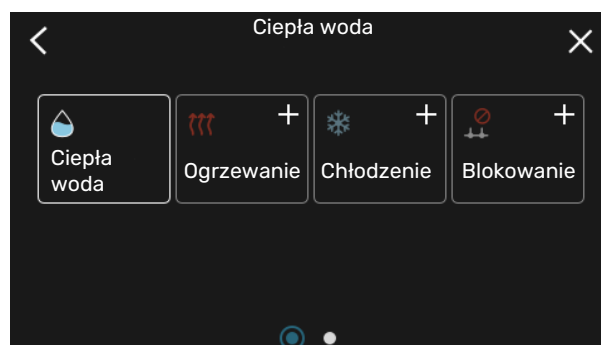 Ciepła woda
Ciepła
woda
Ogrzewanie
Chłodzenie
Blokowanie